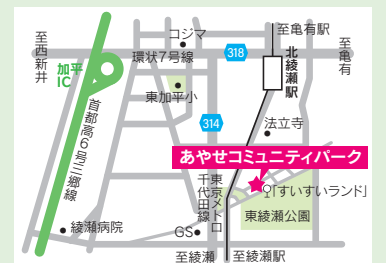 至西新井
加平IC
首都高6号三郷線
コジマ
環状7号線
東加平小
318
314
至亀有駅
北綾瀬駅
至亀有
法立寺
あやせコミュニティパーク
「すいすいランド」
東綾瀬公園
東京メトロ
千代田線
綾瀬病院
GS
至綾瀬
至綾瀬駅